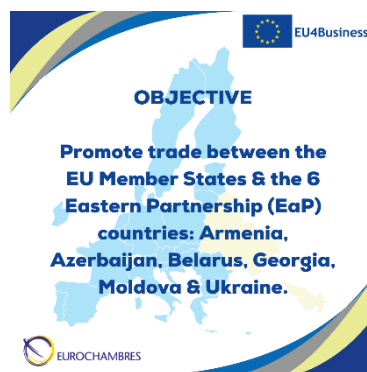 EU4Business
OBJECTIVE
Promote trade between the
EU Member States & the 6
Eastern Partnership (EaP)
countries: Armenia,
Azerbaijan, Belarus, Georgia,
Moldova & Ukraine.
EUROCHAMBRES